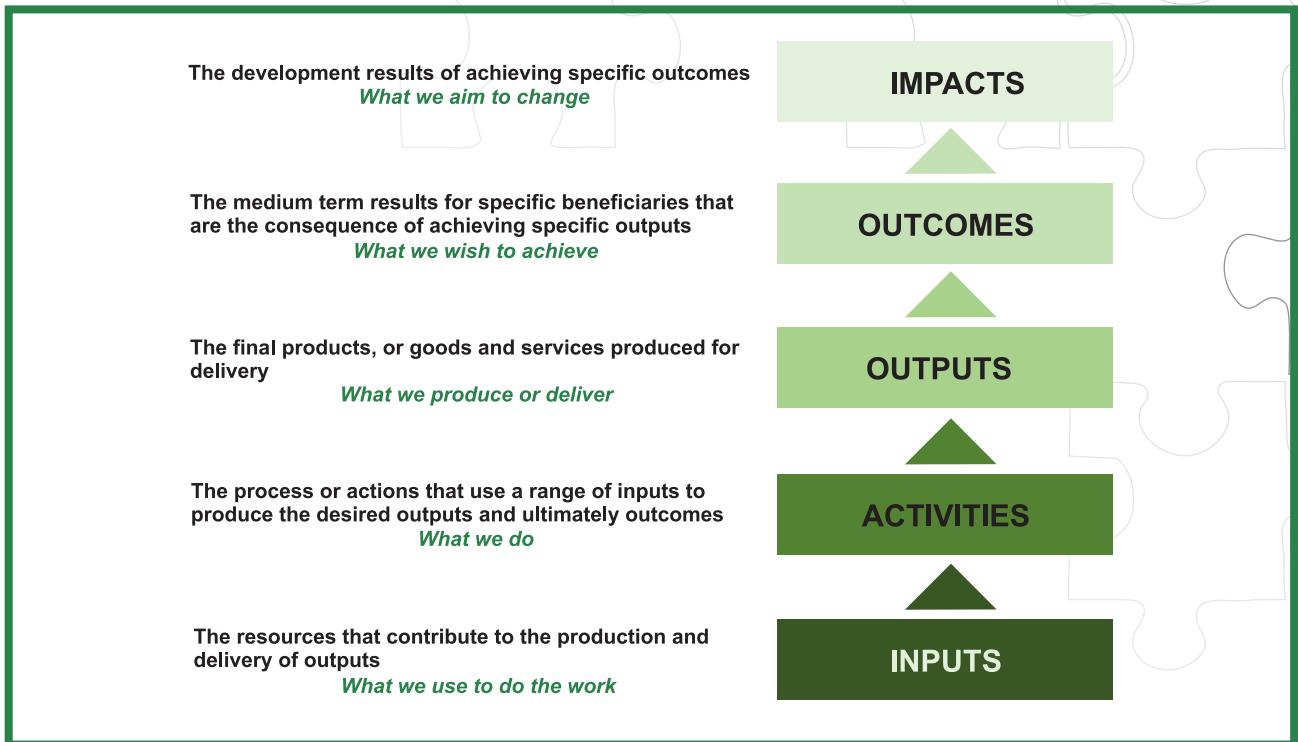 The development results of achieving specific outcomes
What we aim to change
IMPACTS
The medium term results for specific beneficiaries that
are the consequence of achieving specific outputs
What we wish to achieve
OUTCOMES
The final products, or goods and services produced for
delivery
What we produce or deliver
OUTPUTS
The process or actions that use a range of inputs to
produce the desired outputs and ultimately outcomes
What we do
ACTIVITIES
The resources that contribute to the production and
delivery of outputs
What we use to do the work
INPUTS